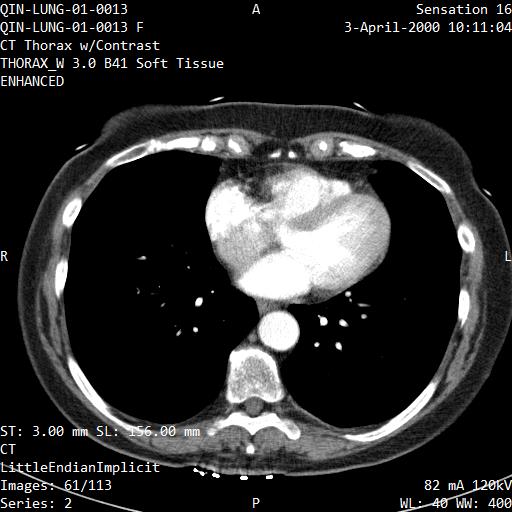 QIN-LUNG-01-0013
A
Sensation 16
QIN-LUNG-01-0013 F
3-April-2000 10:11:04
CT Thorax w/Contrast
THORAX_W 3.0 B41 Soft Tissue
ENHANCED
R
L
ST: 3.00 mm SL: 156.00 mm
CT
LittleEndianImplicit
Images: 61/113
82 mA 120kV
Series: 2
P
WL: 40 WW: 400